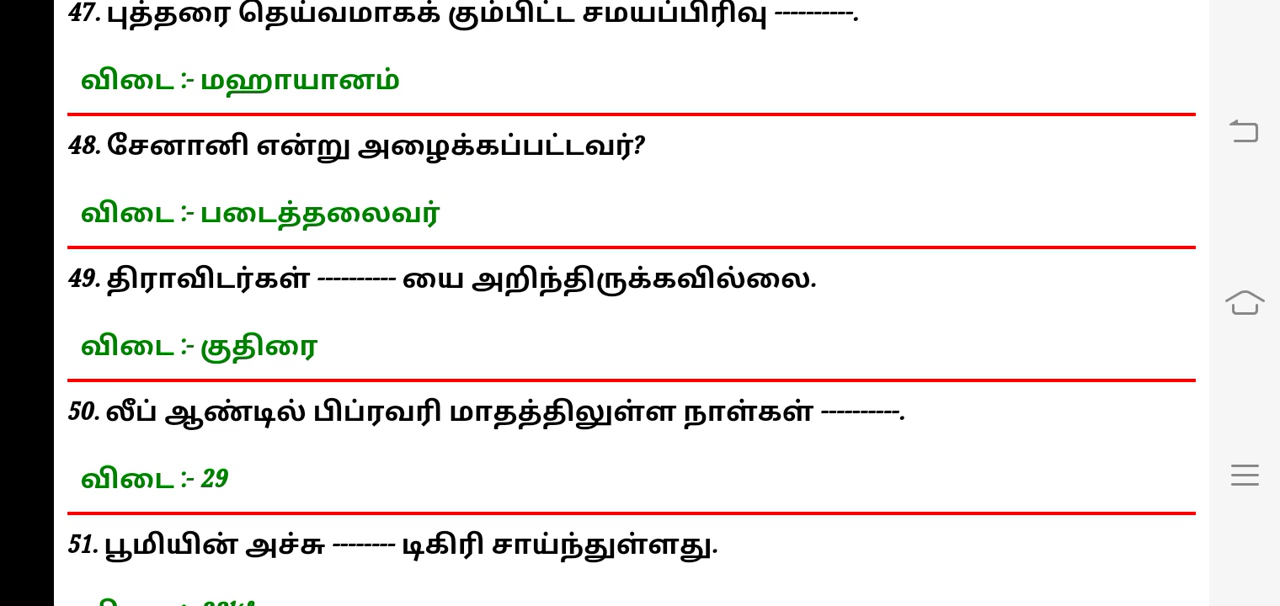 47. புத்தரை தெய்வமாகக் கும்பிட்ட சமயப்பிரிவு ----------.
விடை :- மஹாயானம்
48. சேனானி என்று அழைக்கப்பட்டவர்?
விடை :- படைத்தலைவர்
49. திராவிடர்கள் ---------- யை அறிந்திருக்கவில்லை.
விடை :- குதிரை
50. லீப் ஆண்டில் பிப்ரவரி மாதத்திலுள்ள நாள்கள் ----------.
விடை :- 29
51. பூமியின் அச்சு -------- டிகிரி சாய்ந்துள்ளது.